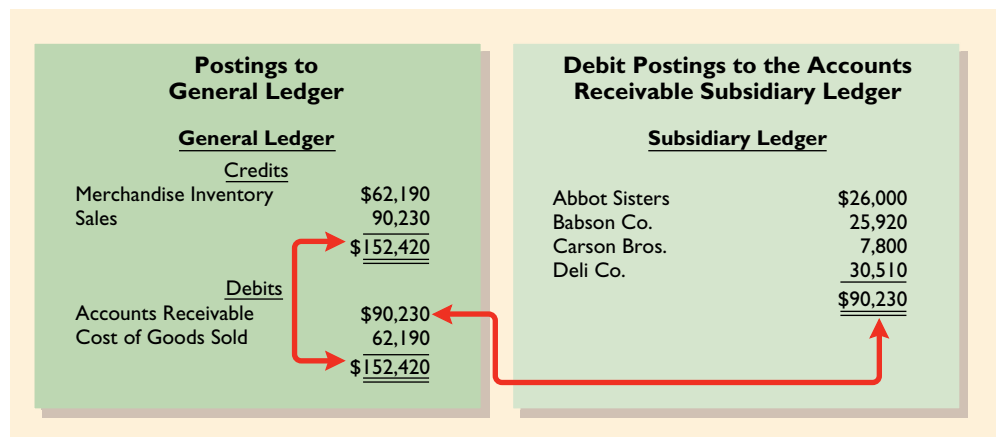 Postings to
General Ledger
General Ledger
Credits
Merchandise Inventory $62,190
Sales 90,230
$152,420
Debits
Accounts Receivable $90,230
Cost of Goods Sold 62,190
$152,420
Debit Postings to the Accounts
Receivable Subsidiary Ledger
Subsidiary Ledger
Abbot Sisters $26,000
Babson Co. 25,920
Carson Bros. 7,800
Deli Co. 30,510
$90,230